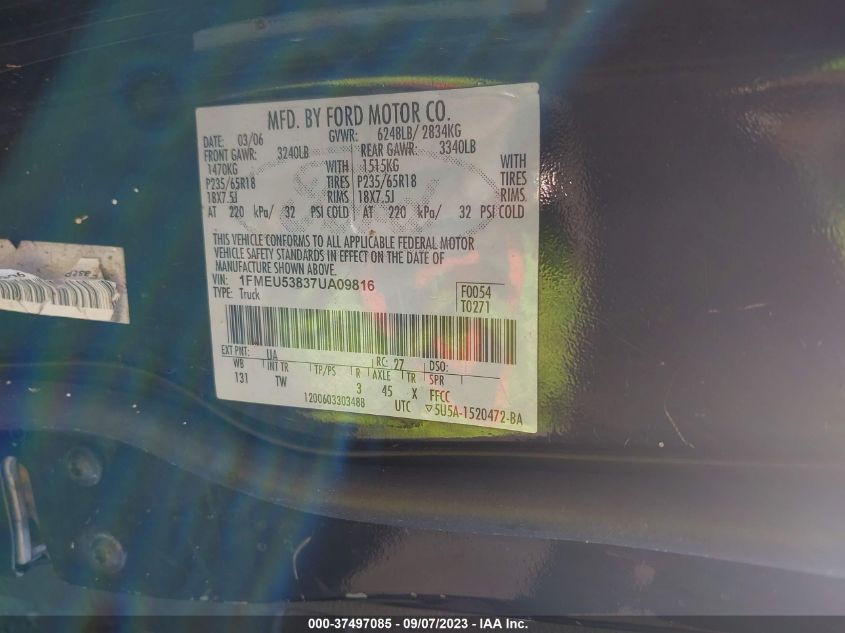 MFD. BY FORD MOTOR CO.
DATE: 03/06 GVWR: 6248LB/ 2834KG
FRONT GAWR: 3240LB REAR GAWR: 3340LB
1470KG WITH 1515KG WITH
P235/65R18 TIRES P235/65R18 TIRES
18X7.5J RIMS 18X7.5J RIMS.
AT 220 kPa/ 32 PSI COLD AT 220 kPa/ 32 PSI COLD
THIS VEHICLE CONFORMS TO ALL APPLICABLE FEDERAL MOTOR
VEHICLE SAFETY STANDARDS IN EFFECT ON THE DATE OF
MANUFACTURE SHOWN ABOVE.
VIN: 1FMEU53837UA09816
TYPE: Truck
F0054
T0271
EXT PNT: UA RC: 27 DSO:
WB INT TR TP/PS R AXLE TR SPR
131 TW 3 45 X FFCC
1200603303488 UTC ▽5U5A-1520472-BA
000-37497085 - 09/07/2023 - IAA Inc.